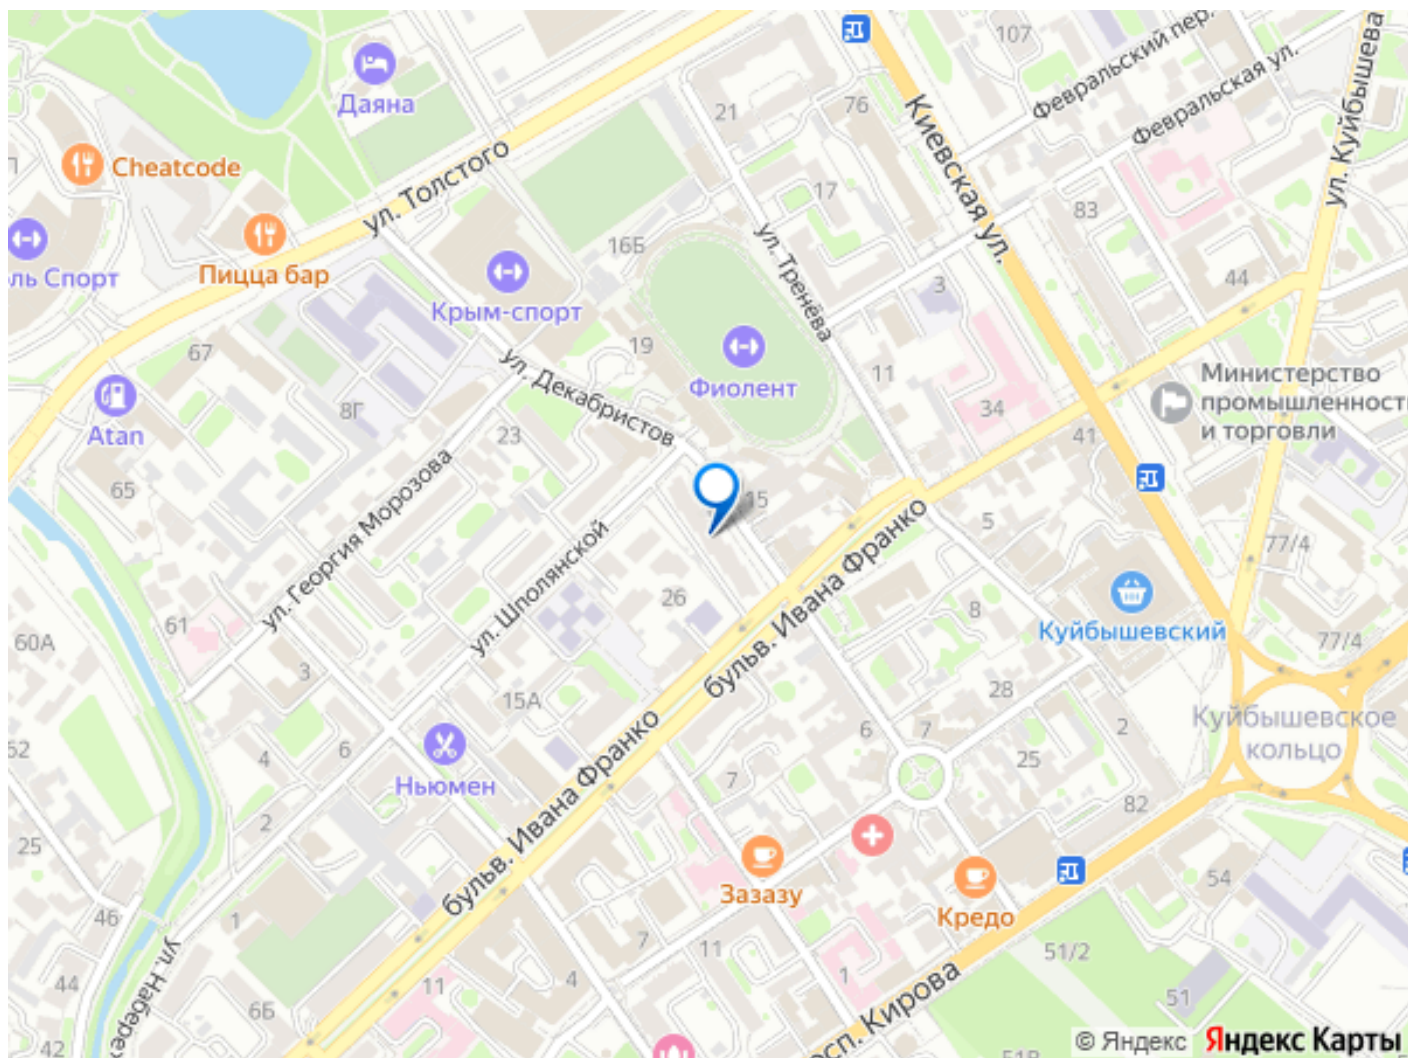 107
Февральский пер.
Февральская ул.
ул. Куйбышева
Даяна
21
76
Киевская ул.
Cheatcode
ул. Толстого
17
83
16Б
ул. Тренёва
Пицца бар
Крым-спорт
3
44
67
19
Фиолент
11
34
Министерство
промышленност
и торговли
Atan
8Г
ул. Декабристов
23
41
65
ул. Георгия Морозова
15
5
77/4
ул. Шполянской
26
бульв. Ивана Франко
8
Куйбышевский
61
60А
77/4
3
15А
28
Куйбышевское
кольцо
52
4
6
Ньюмен
6
7
25
2
7
82
2
25
бульв. Ивана Франко
Зазазу
Кредо
54
46
1
7
11
51/2
ул. Набереж
44
6Б
11
4
1
51
осп. Кирова
42
51В
© Яндекс Яндекс Карты